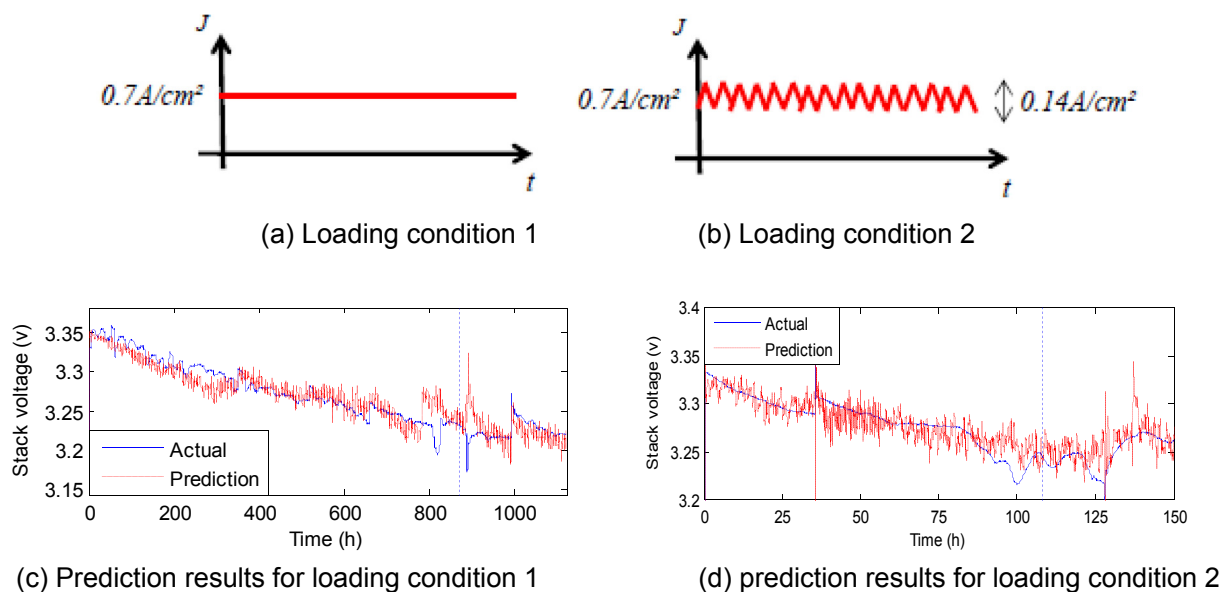 J
0.7A/cm²
t
(a) Loading condition 1
J
0.7A/cm²
0.14A/cm²
t
(b) Loading condition 2
Stack voltage (v)
3.35
3.3
3.25
3.2
3.15
Actual
Prediction
0 200 400 600 800 1000
Time (h)
(c) Prediction results for loading condition 1
Stack voltage (v)
3.4
3.35
3.3
3.25
3.2
Actual
Prediction
0 25 50 75 100 125 150
Time (h)
(d) prediction results for loading condition 2